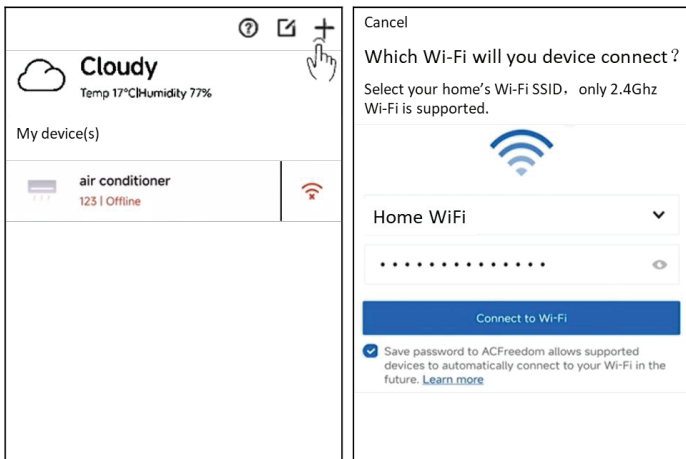 Cloudy
Temp 17°C|Humidity 77%
My device(s)
air conditioner
123 | Offline
Cancel
Which Wi-Fi will you device connect？
Select your home's Wi-Fi SSID，only 2.4Ghz
Wi-Fi is supported.
Home WiFi
Connect to Wi-Fi
Save password to ACFreedom allows supported
devices to automatically connect to your Wi-Fi in the
future. Learn more